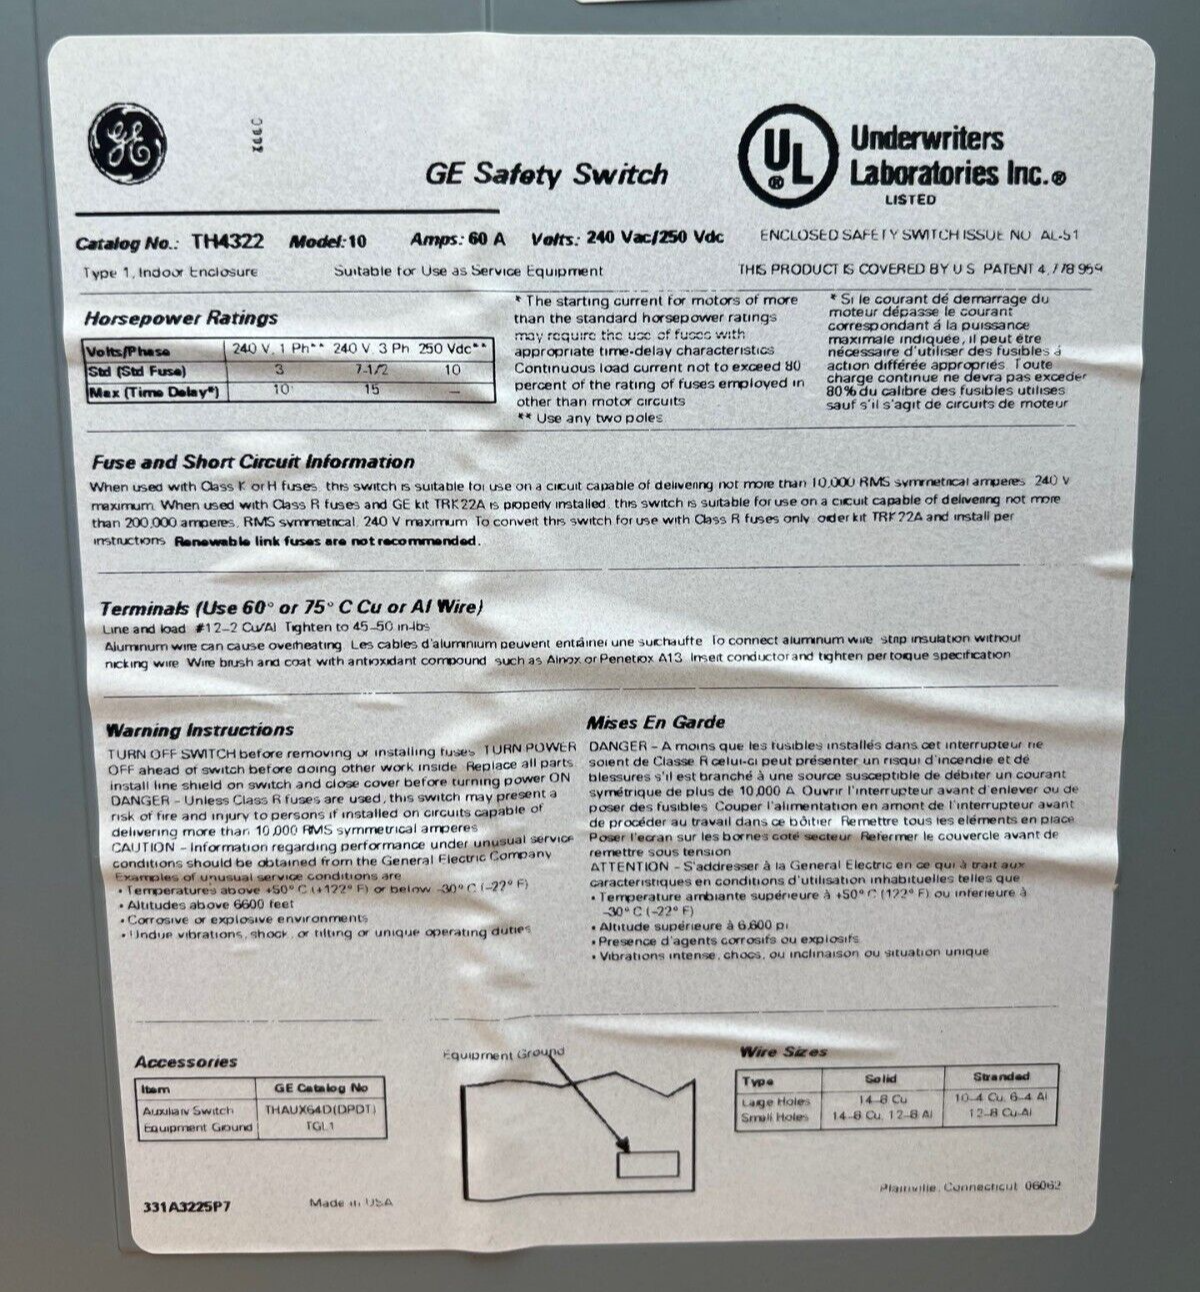 GE
UL
®
Underwriters
Laboratories Inc.®
LISTED
GE Safety Switch
Catalog No.: TH4322 Model:10 Amps: 60 A Volts: 240 Vac/250 Vdc
ENCLOSED SAFETY SWITCH ISSUE NO AL-51
Type 1, Indoor Enclosure Suitable for Use as Service Equipment
THIS PRODUCT IS COVERED BY U S PATENT 4,778 959
Horsepower Ratings
Volts/Phase 240 V, 1 Ph** 240 V, 3 Ph 250 Vdc**
Std (Std Fuse) 3 7-1/2 10
Max (Time Delay*) 10 15 —
* The starting current for motors of more
than the standard horsepower ratings
may require the use of fuses with
appropriate time-delay characteristics
Continuous load current not to exceed 80
percent of the rating of fuses employed in
other than motor circuits
** Use any two poles
* Si le courant dé demarrage du
moteur dépasse le courant
correspondant á la puissance
maximale indiquée, il peut étre
nécessaire d'utiliser des fusibles á
action différée appropriés Toute
charge continue ne devra pas excéder
80% du calibre des fusibles utilises
sauf s'il s'agit de circuits de moteur
Fuse and Short Circuit Information
When used with Class K or H fuses, this switch is suitable for use on a circuit capable of delivering not more than 10,000 RMS symmetrical amperes, 240 V
maximum. When used with Class R fuses and GE kit TRK22A is properly installed, this switch is suitable for use on a circuit capable of delivering not more
than 200,000 amperes, RMS symmetrical, 240 V maximum To convert this switch for use with Class R fuses only, order kit TRK22A and install per
instructions Renewable link fuses are not recommended.
Terminals (Use 60° or 75° C Cu or Al Wire)
Line and load #12-2 Cu/Al Tighten to 45-50 in-lbs
Aluminum wire can cause overheating Les cables d'aluminium peuvent entrâiner une surchauffe To connect aluminum wire strip insulation without
nicking wire Wire brush and coat with antioxidant compound such as Alnox or Penetrox A13 Insert conductor and tighten per torque specification
Warning Instructions
TURN OFF SWITCH before removing or installing fuses TURN POWER
OFF ahead of switch before doing other work inside Replace all parts
install line shield on switch and close cover before turning power ON
DANGER - Unless Class R fuses are used, this switch may present a
risk of fire and injury to persons if installed on circuits capable of
delivering more than 10,000 RMS symmetrical amperes
CAUTION - Information regarding performance under unusual service
conditions should be obtained from the General Electric Company
Examples of unusual service conditions are
• Temperatures above +50° C (+122° F) or below -30° C (-22° F)
• Altitudes above 6600 feet
• Corrosive or explosive environments
• Undue vibrations, shock, or tilting or unique operating duties
Mises En Garde
DANGER - A moins que les fusibles installés dans cet interrupteur ne
soient de Classe R celui-ci peut présenter un risqui d'incendie et dé
blessures s'il est branché à une source susceptible de débiter un courant
symétrique de plus de 10,000 A Ouvrir l'interrupteur avant d'enlever ou de
poser des fusibles Couper l'alimentation en amont de l'interrupteur avant
de procéder au travail dans ce bôitier Remettre tous les eléments en place
Poser l'ecran sur les bornes coté secteur Refermer le couvercle avant de
remettre sous tension
ATTENTION - S'addresser à la General Electric en ce qui à trait aux
caracteristiques en conditions d'utilisation inhabituelles telles que
• Temperature ambiante supérieure à +50° C (122° F) ou inferieure à
-30° C (-22° F)
• Altitude supérieure à 6,600 pi
• Presence d'agents corrosifs ou explosifs
• Vibrations intense, chocs, ou inclinaison ou situation unique
Accessories
Item GE Catalog No
Auxiliary Switch THAUX64D(DPDT)
Equipment Ground TGL1
Equipment Ground
Wire Sizes
Type Solid Stranded
Large Holes 14-8 Cu 10-4 Cu, 6-4 Al
Small Holes 14-8 Cu, 12-8 Al 12-8 Cu-Al
331A3225P7
Made in USA
Plainville, Connecticut 06062